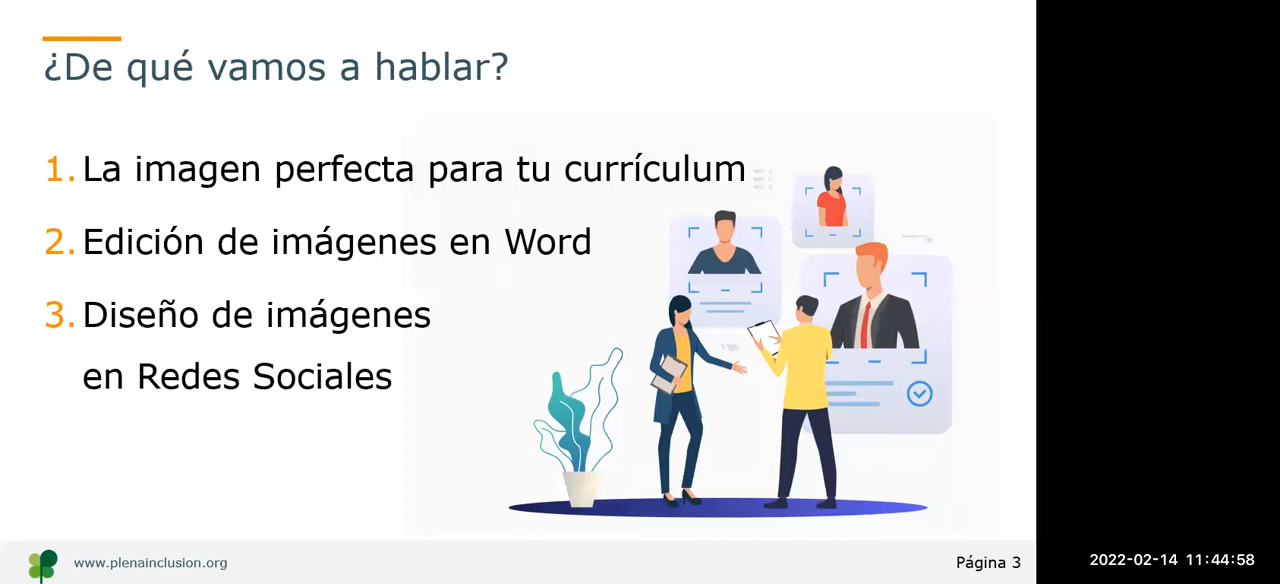 ¿De qué vamos a hablar?
1. La imagen perfecta para tu currículum
2. Edición de imágenes en Word
3. Diseño de imágenes
en Redes Sociales
www.plenainclusion.org
Página 3
2022-02-14 11:44:58